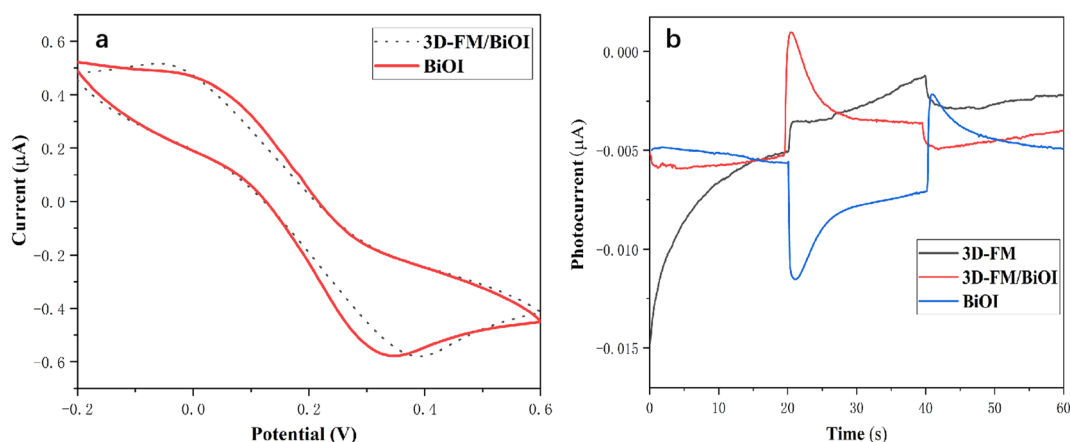 a
3D-FM/BiOI
BiOI
0.6
0.4
0.2
0.0
-0.2
-0.4
-0.6
Current (μA)
-0.2
0.0
0.2
0.4
0.6
Potential (V)
b
0.000
-0.005
-0.010
-0.015
Photocurrent (μA)
3D-FM
3D-FM/BiOI
BiOI
0
10
20
30
40
50
60
Time (s)